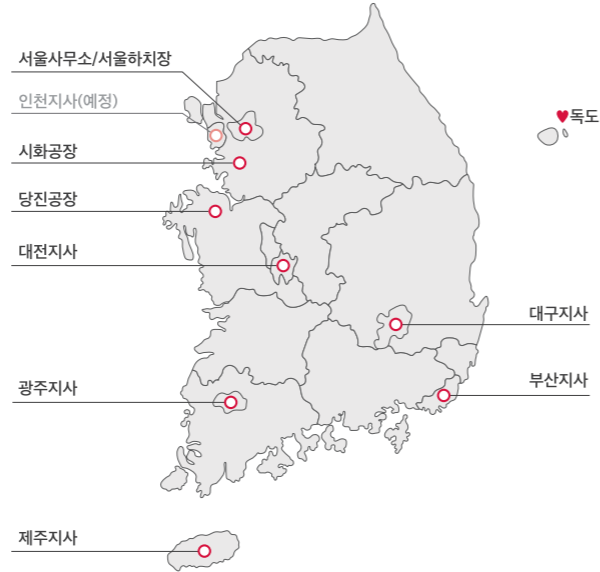 서울사무소/서울하치장
인천지사(예정)
♥독도
시화공장
당진공장
대전지사
대구지사
광주지사
부산지사
제주지사